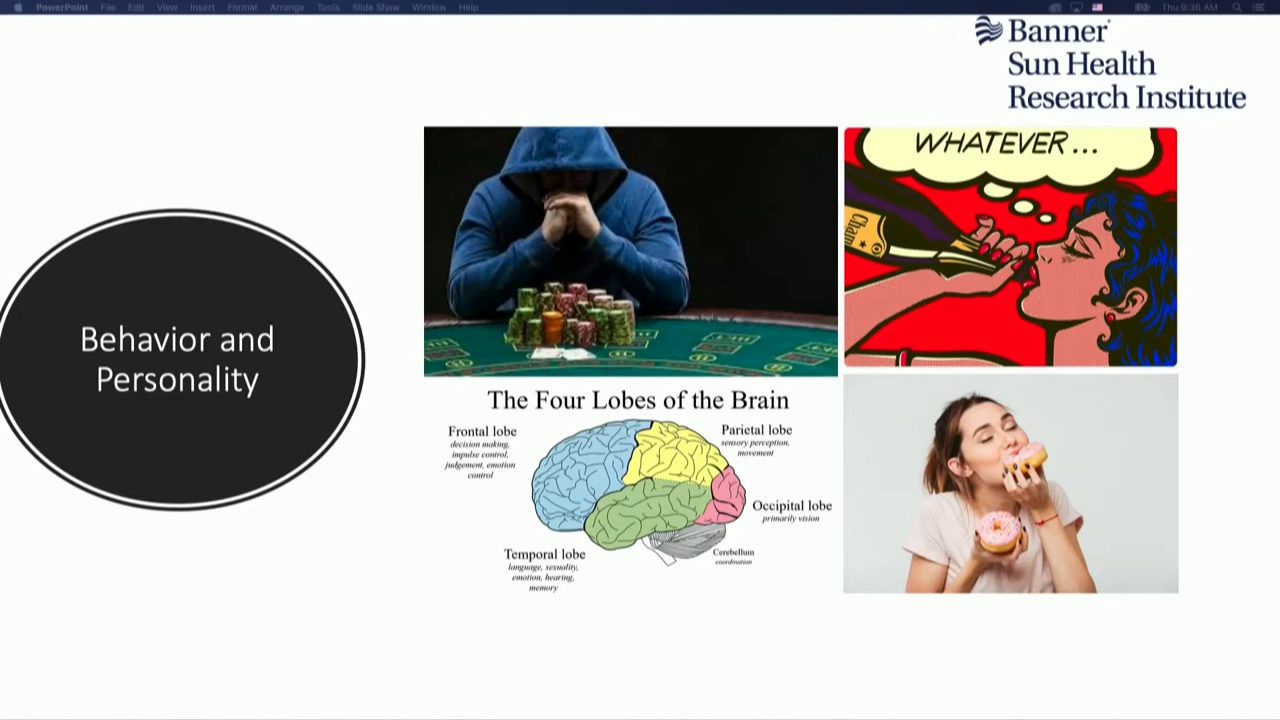 PowerPoint File Edit View Insert Format Arrange Tools Slide Show Window Help Thu 9:36 AM
Banner
Sun Health
Research Institute
WHATEVER...
Cham
Behavior and
Personality
The Four Lobes of the Brain
Frontal lobe
decision making,
impulse control,
judgement, emotion
control
Parietal lobe
sensory perception,
movement
Occipital lobe
primarily vision
Cerebellum
coordination
Temporal lobe
language, sexuality,
emotion, hearing,
memory